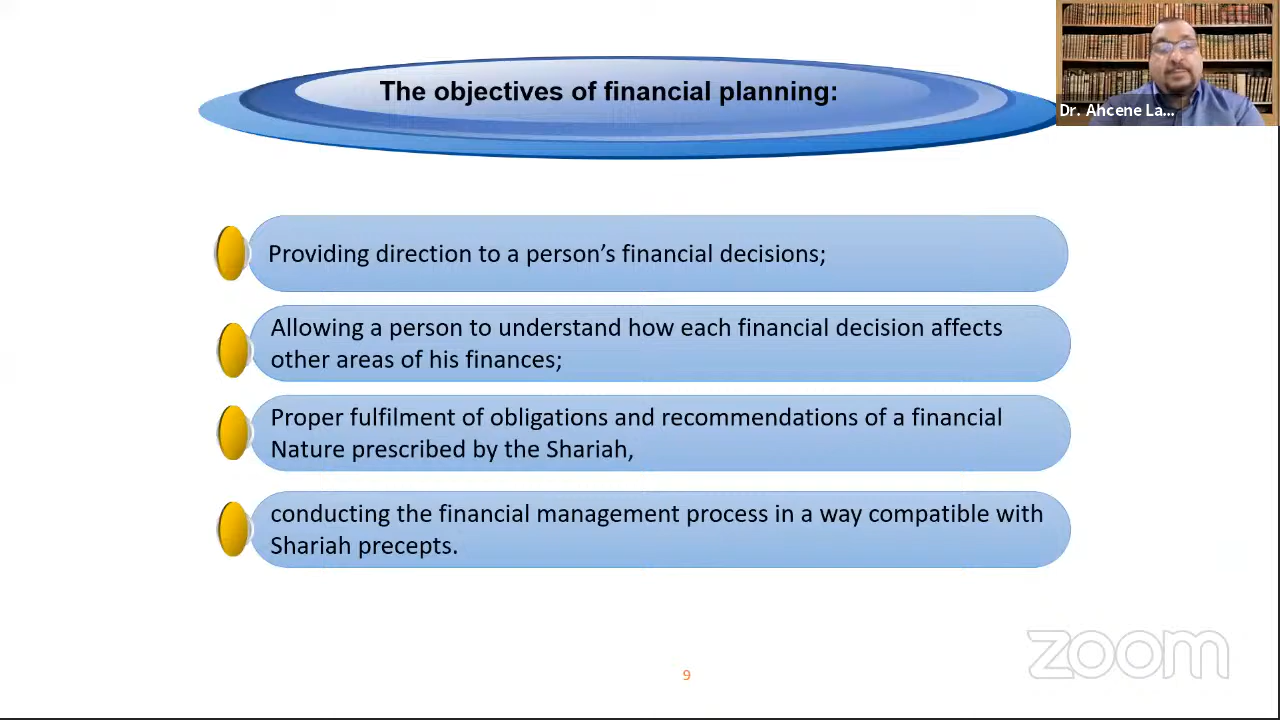 The objectives of financial planning:
Dr. Ahcene La...
Providing direction to a person’s financial decisions;
Allowing a person to understand how each financial decision affects
other areas of his finances;
Proper fulfilment of obligations and recommendations of a financial
Nature prescribed by the Shariah,
conducting the financial management process in a way compatible with
Shariah precepts.
zoom
9